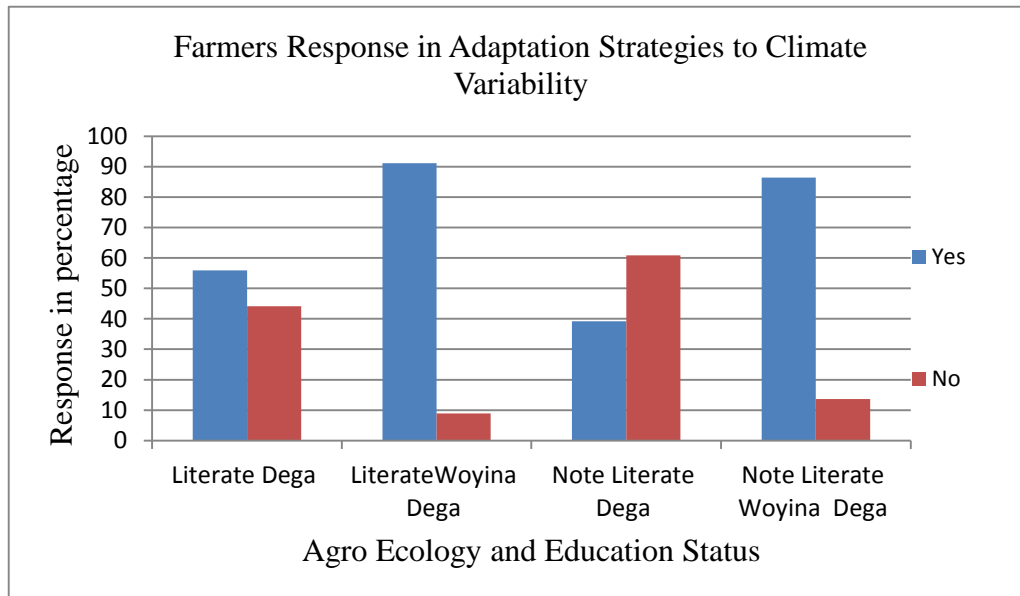 Farmers Response in Adaptation Strategies to Climate
Variability
Response in percentage
100
90
80
70
60
50
40
30
20
10
0
Yes
No
Literate Dega
LiterateWoyina
Dega
Note Literate
Dega
Note Literate
Woyina Dega
Agro Ecology and Education Status